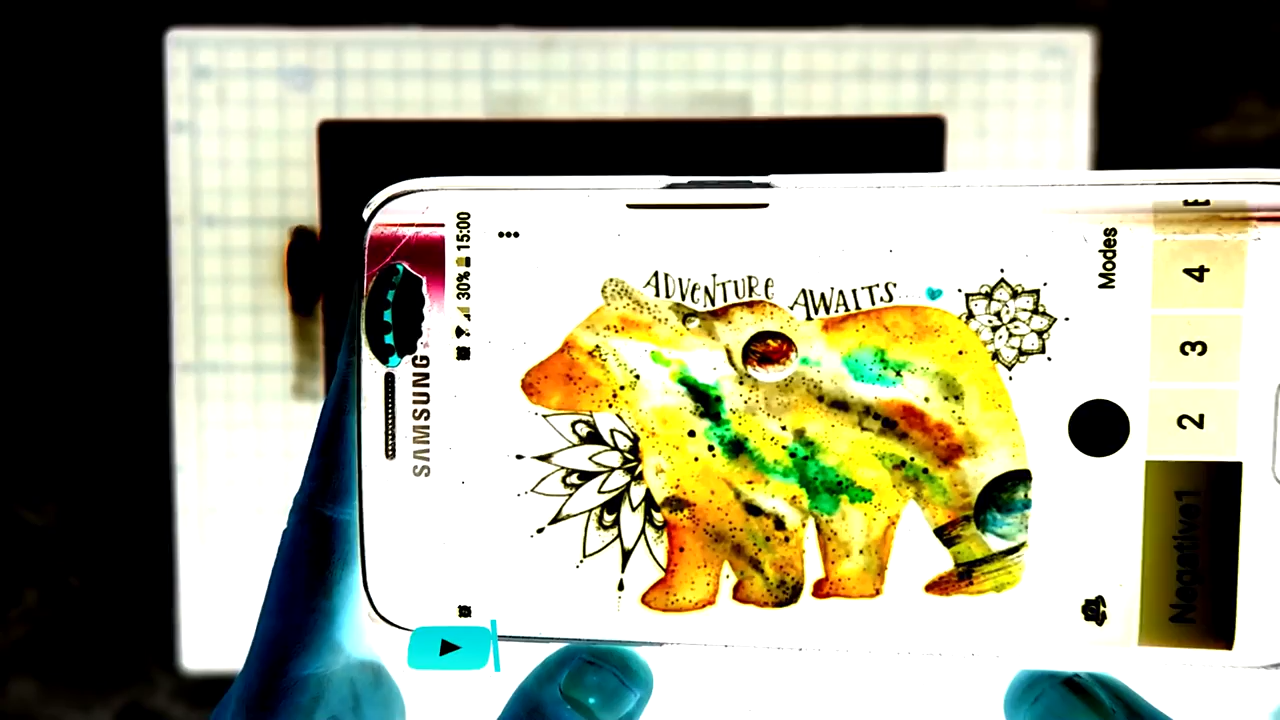 ADVENTURE AWAITS
SAMSUNG
30% 15:00
Modes
4
3
2
Negative1